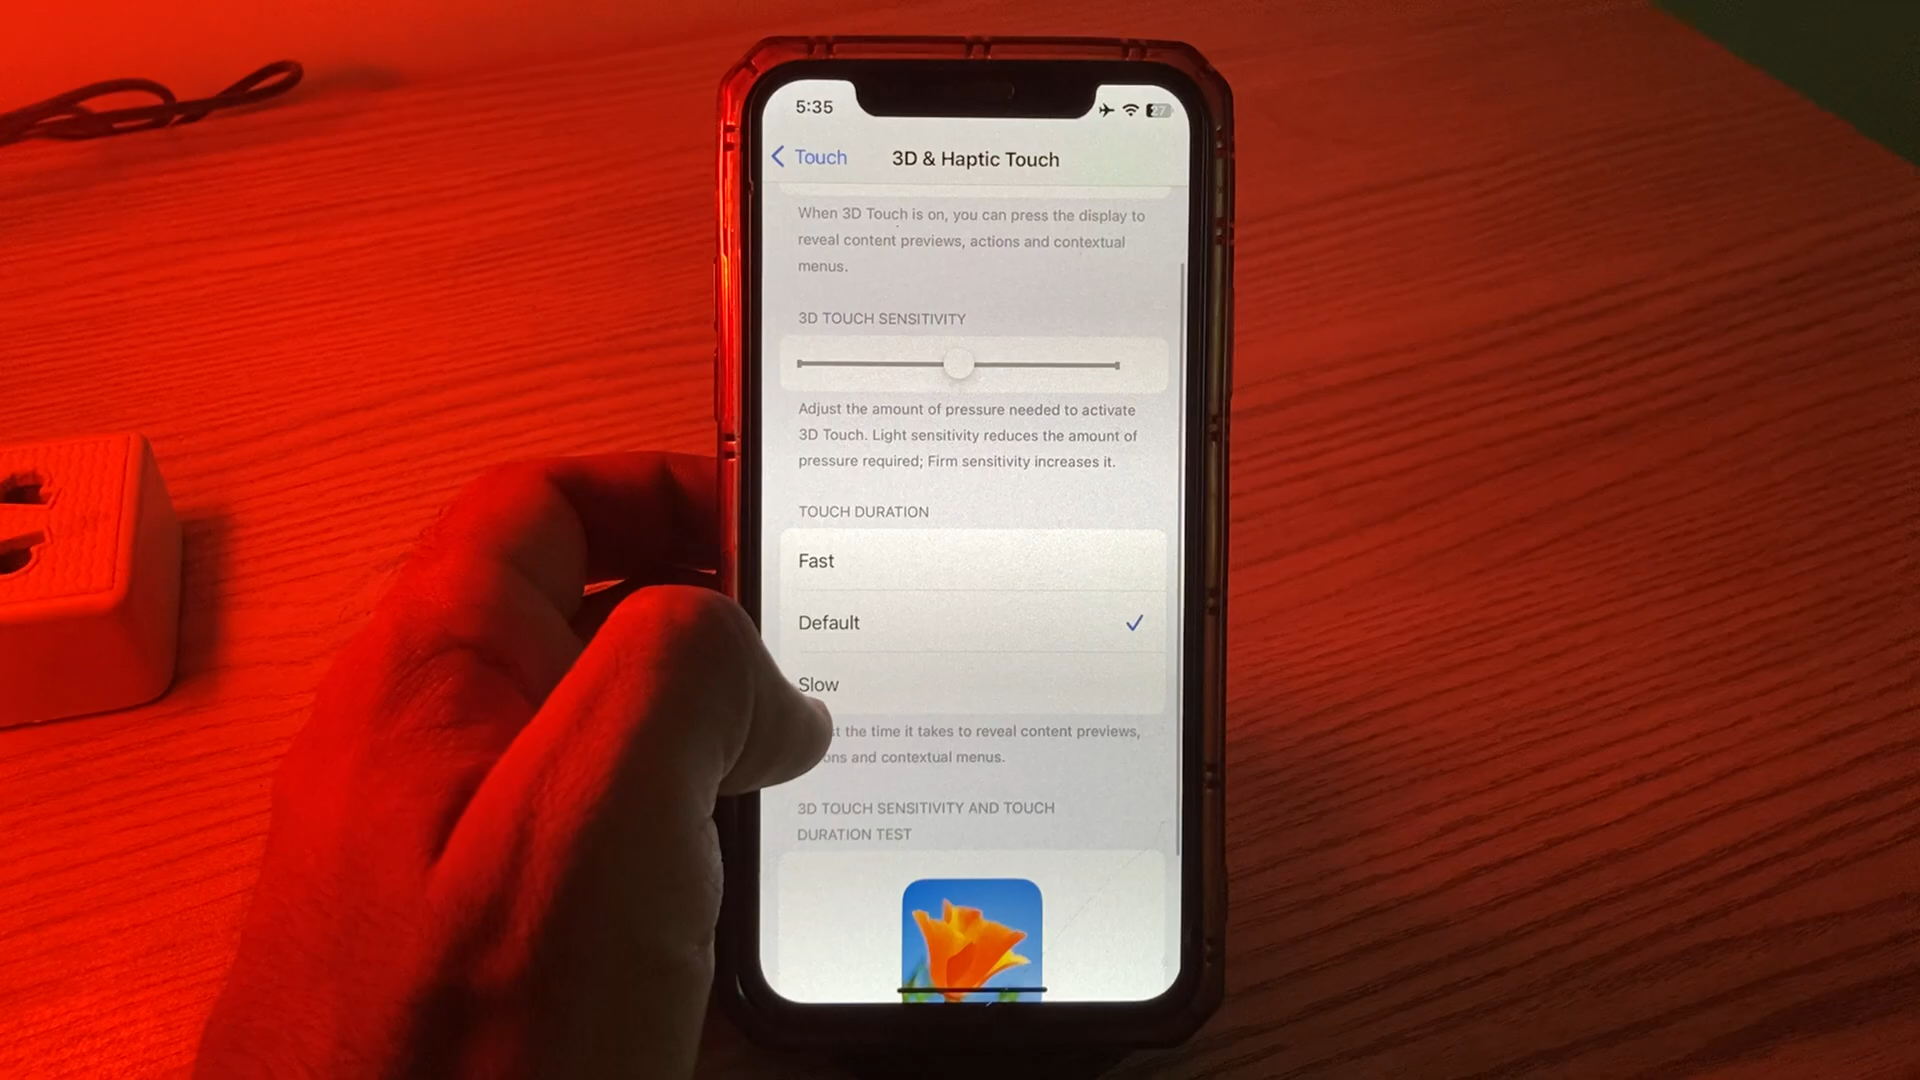 5:35
27
Touch
3D & Haptic Touch
When 3D Touch is on, you can press the display to
reveal content previews, actions and contextual
menus.
3D TOUCH SENSITIVITY
Adjust the amount of pressure needed to activate
3D Touch. Light sensitivity reduces the amount of
pressure required; Firm sensitivity increases it.
TOUCH DURATION
Fast
Default
Slow
the time it takes to reveal content previews,
and contextual menus.
3D TOUCH SENSITIVITY AND TOUCH
DURATION TEST